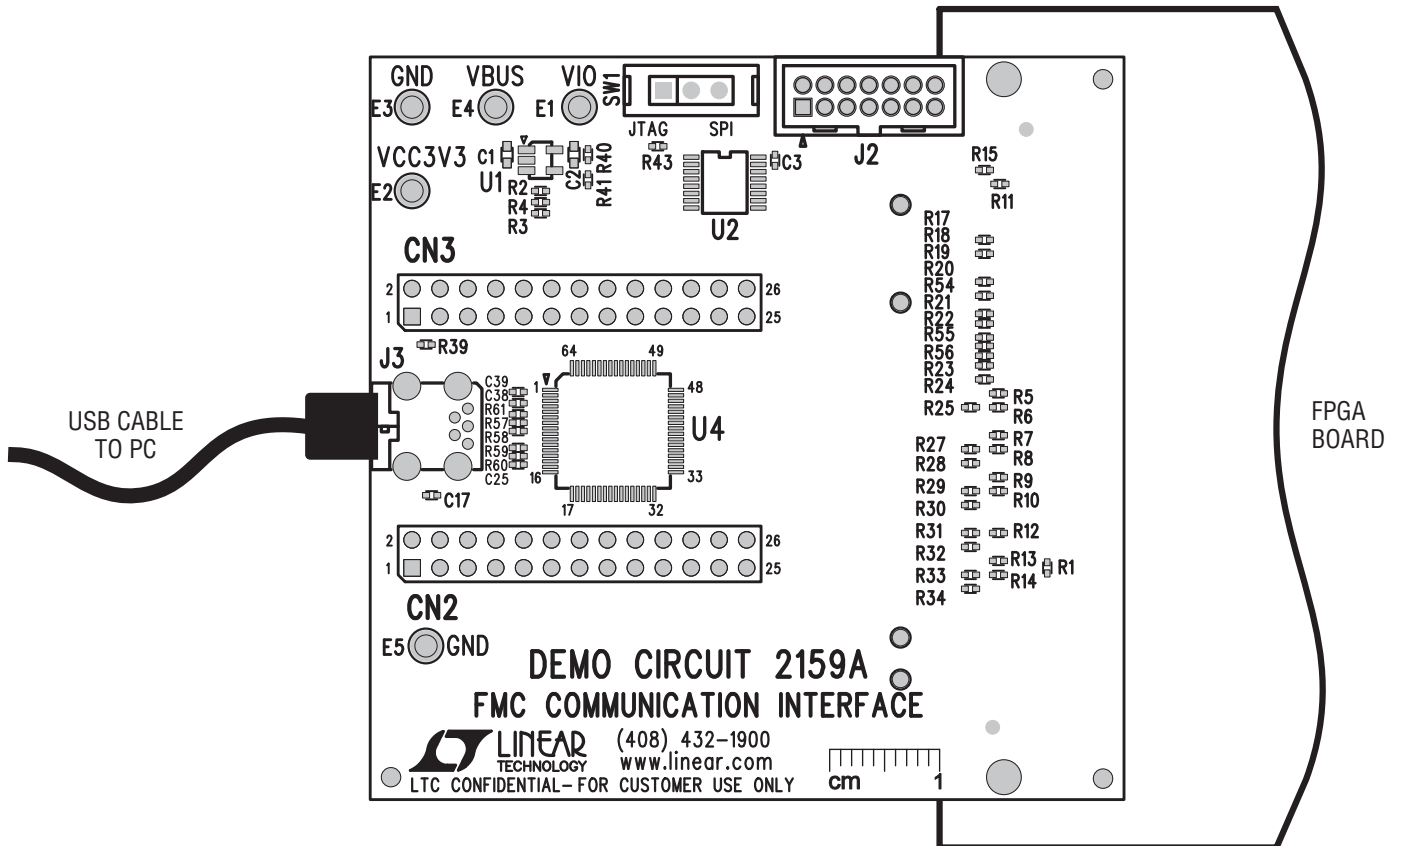 GND VBUS VIO SW1
E3 E4 E1
JTAG SPI
J2
VCC3V3 C1 U1 C2 R40 R43 C3 R15
E2 R2 R41 R11
R4
R3
U2
CN3
R17
R18
R19
R20
R54
R21
R22
R55
R56
R23
R24
2 26
1 25
R39
J3
64 49
1 48
C39
C38
R61
R57
R58
R59
R60
C25
U4
16 33
17 32
C17
R25 R5
R6
R27 R7
R28 R8
R29 R9
R30 R10
R31 R12
R32 R13
R33 R14 R1
R34
USB CABLE
TO PC
FPGA
BOARD
2 26
1 25
CN2
E5 GND
DEMO CIRCUIT 2159A
FMC COMMUNICATION INTERFACE
LINEAR
TECHNOLOGY
(408) 432-1900
www.linear.com
LTC CONFIDENTIAL-FOR CUSTOMER USE ONLY
cm 1